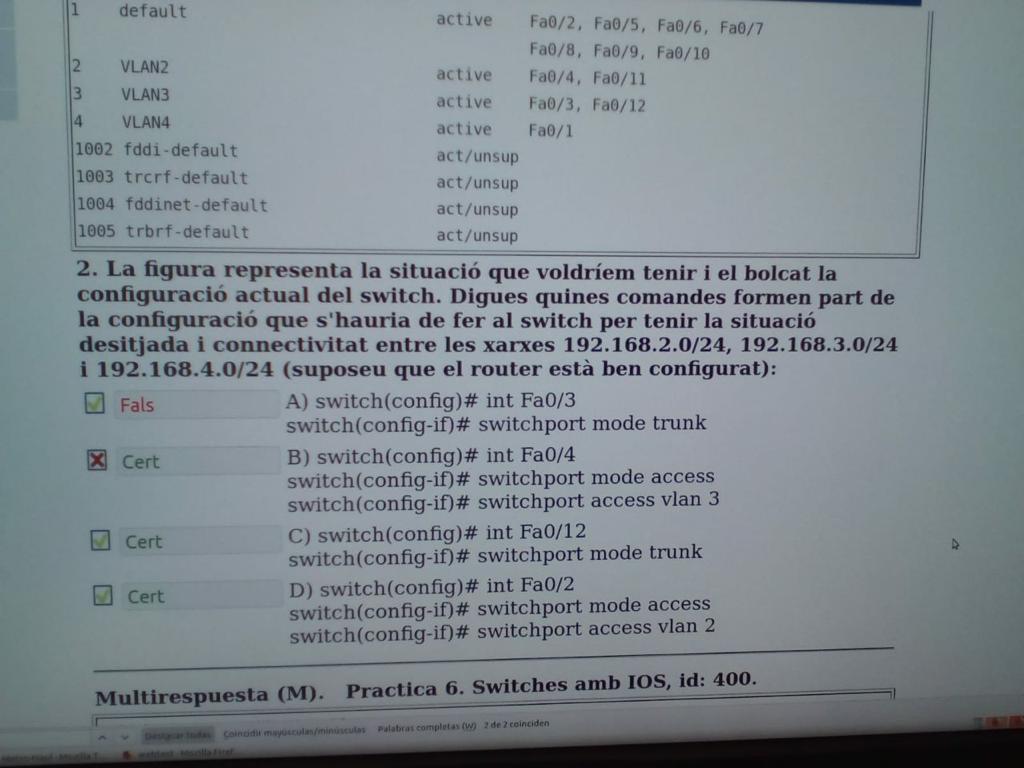 1 default active Fa0/2, Fa0/5, Fa0/6, Fa0/7
Fa0/8, Fa0/9, Fa0/10
2 VLAN2 active Fa0/4, Fa0/11
3 VLAN3 active Fa0/3, Fa0/12
4 VLAN4 active Fa0/1
1002 fddi-default act/unsup
1003 trcrf-default act/unsup
1004 fddinet-default act/unsup
1005 trbrf-default act/unsup
2. La figura representa la situació que voldríem tenir i el bolcat la
configuració actual del switch. Digues quines comandes formen part de
la configuració que s'hauria de fer al switch per tenir la situació
desitjada i connectivitat entre les xarxes 192.168.2.0/24, 192.168.3.0/24
i 192.168.4.0/24 (suposeu que el router està ben configurat):
Fals A) switch(config)# int Fa0/3
switch(config-if)# switchport mode trunk
Cert B) switch(config)# int Fa0/4
switch(config-if)# switchport mode access
switch(config-if)# switchport access vlan 3
Cert C) switch(config)# int Fa0/12
switch(config-if)# switchport mode trunk
Cert D) switch(config)# int Fa0/2
switch(config-if)# switchport mode access
switch(config-if)# switchport access vlan 2
Multirespuesta (M). Practica 6. Switches amb IOS, id: 400.
Coincidir mayúsculas/minúsculas Palabras completas (W) 2 de 2 coinciden